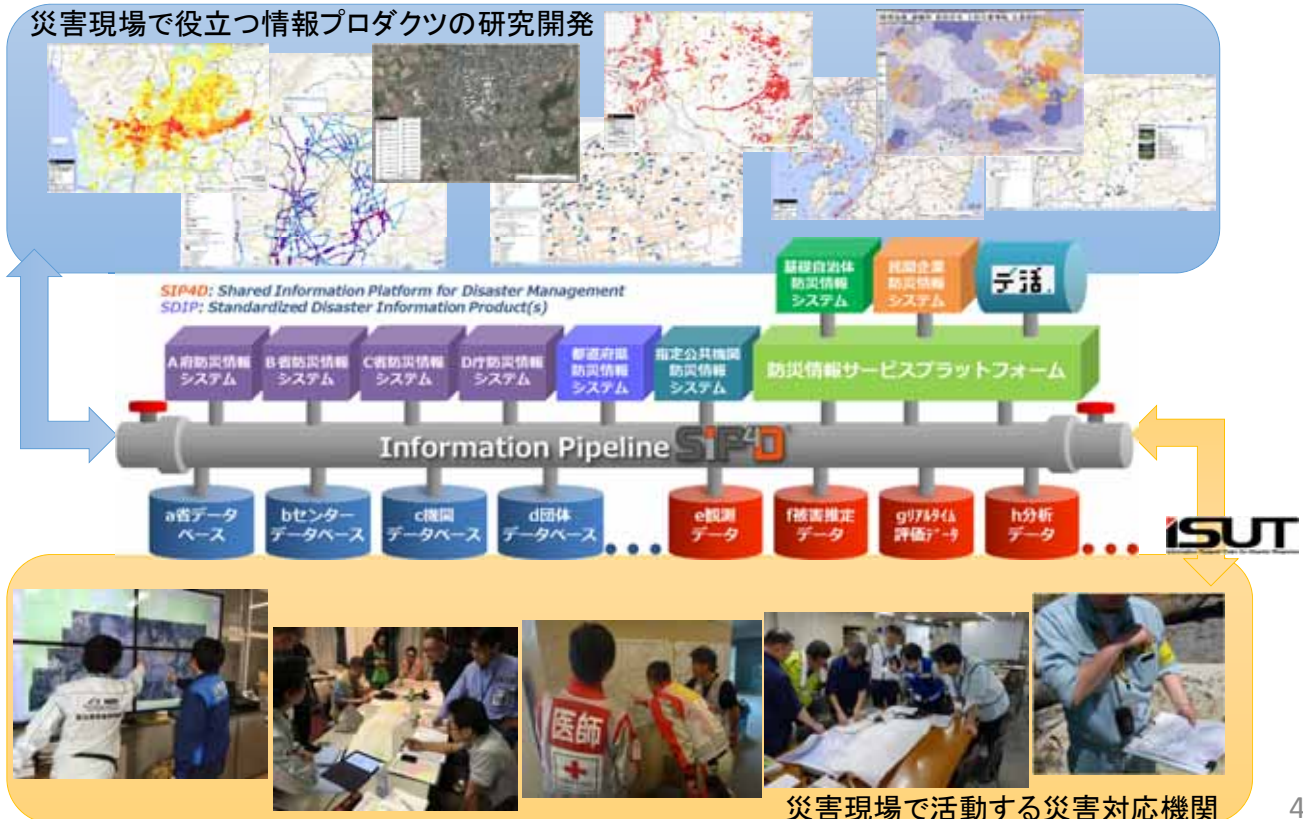 災害現場で役立つ情報プロダクツの研究開発
SIP4D: Shared Information Platform for Disaster Management
SDIP: Standardized Disaster Information Product(s)
基礎自治体
防災情報
システム
民間企業
防災情報
システム
デ活
A府防災情報
システム
B省防災情報
システム
C省防災情報
システム
D庁防災情報
システム
都道府県
防災情報
システム
指定公共機関
防災情報
システム
防災情報サービスプラットフォーム
Information Pipeline SIP4D
a省データ
ベース
bセンター
データベース
c機関
データベース
d団体
データベース
e観測
データ
f被害推定
データ
gリアルタイム
評価データ
h分析
データ
ISUT
医師
災害現場で活動する災害対応機関
4